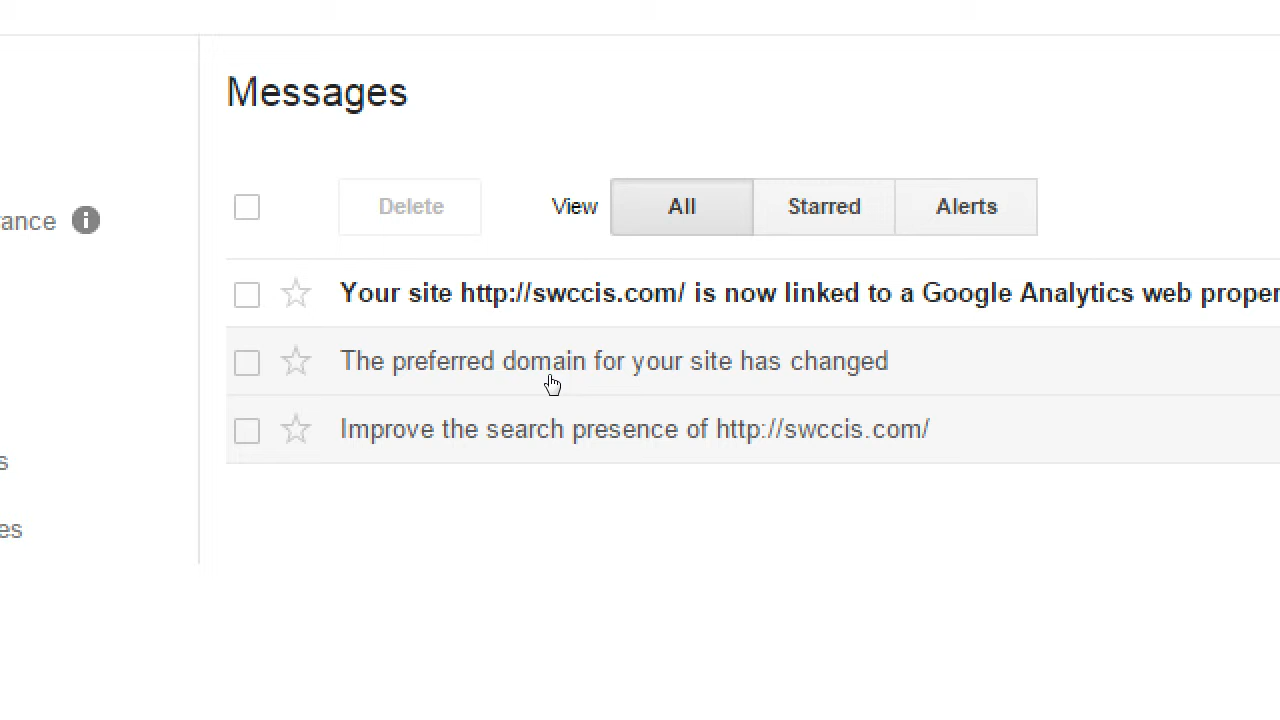 Messages
Delete View All Starred Alerts
Your site http://swccis.com/ is now linked to a Google Analytics web
The preferred domain for your site has changed
Improve the search presence of http://swccis.com/